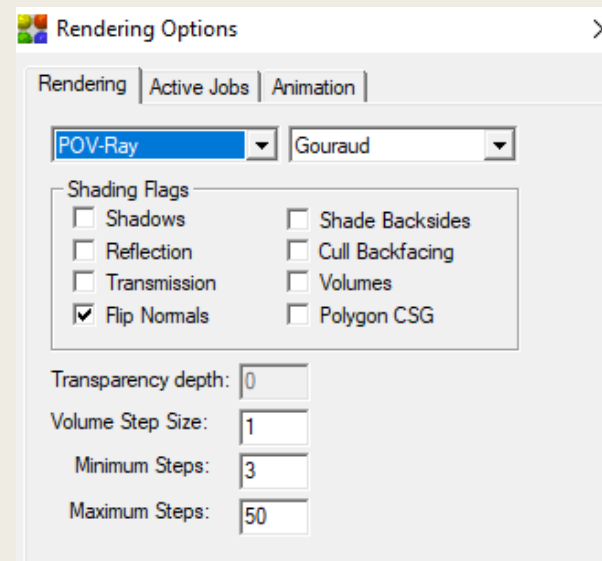 Rendering Options
Rendering Active Jobs Animation
POV-Ray Gouraud
Shading Flags
Shadows Shade Backsides
Reflection Cull Backfacing
Transmission Volumes
Flip Normals Polygon CSG
Transparency depth: 0
Volume Step Size: 1
Minimum Steps: 3
Maximum Steps: 50